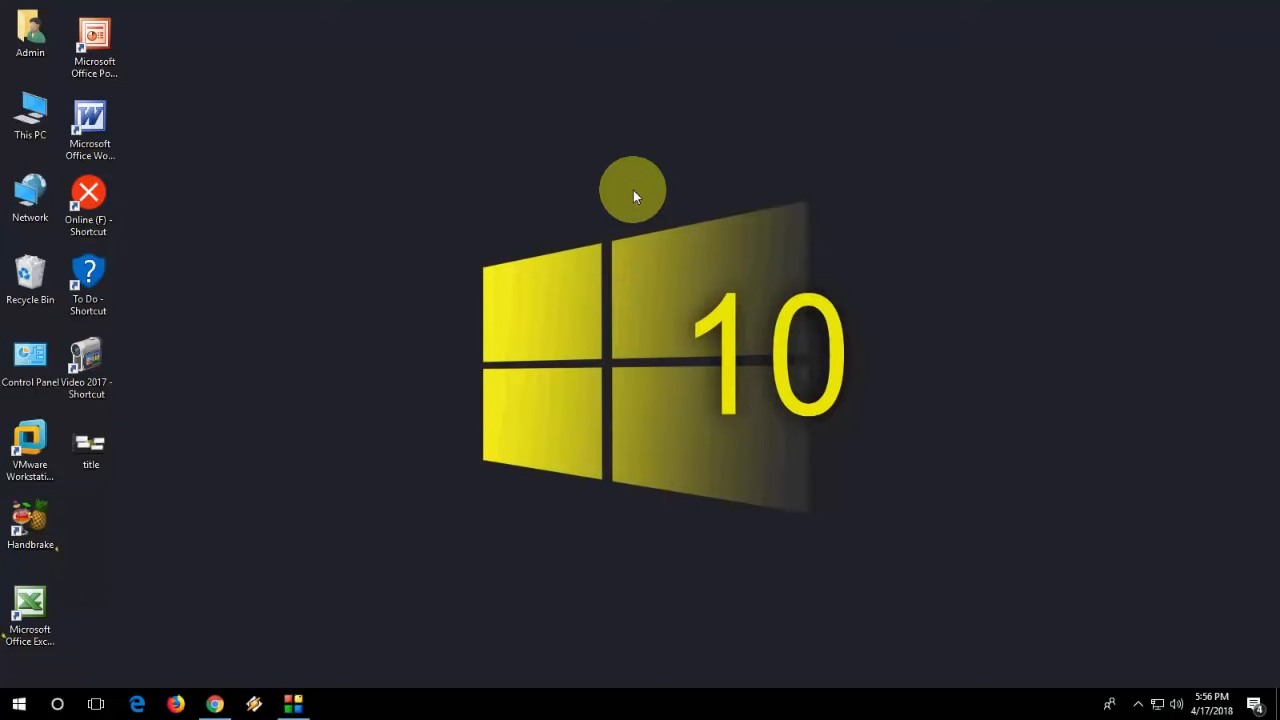 Admin
Microsoft
Office Po...
This PC
Microsoft
Office Wo...
Network
Online (F) -
Shortcut
Recycle Bin
To Do -
Shortcut
Control Panel
Video 2017 -
Shortcut
VMware
Workstati...
title
Handbrake
Microsoft
Office Exc...
10
5:56 PM
4/17/2018
4